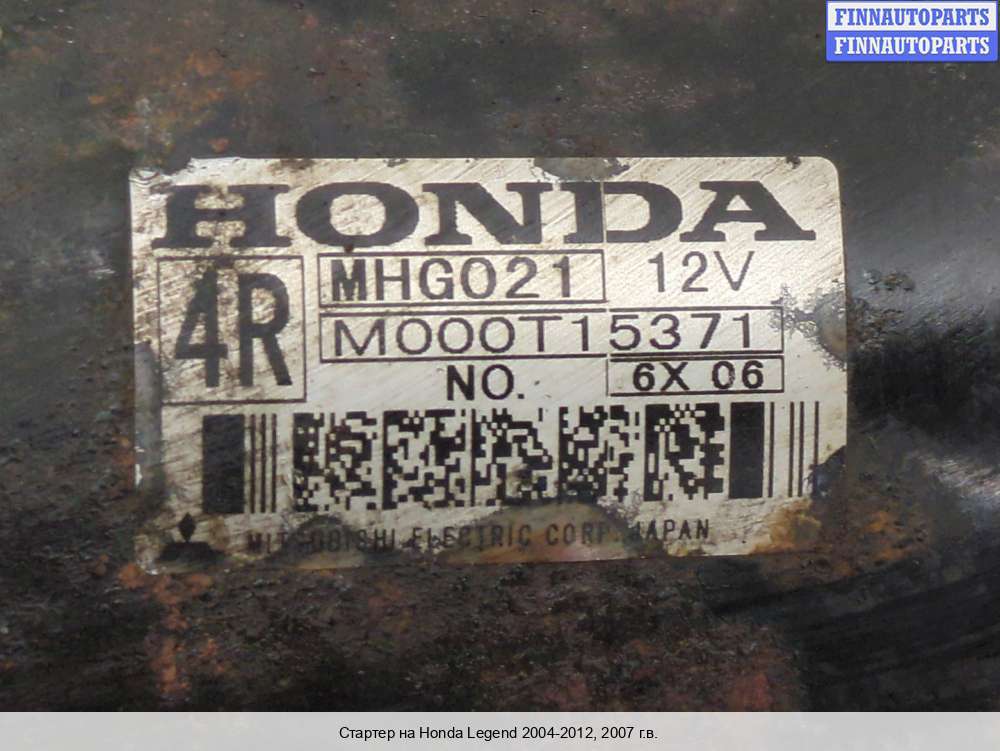 FINNAUTOPARTS
FINNAUTOPARTS
HONDA
4R
MHG021 12V
M000T15371
NO. 6X 06
MITSUBISHI ELECTRIC CORP. JAPAN
Стартер на Honda Legend 2004-2012, 2007 г.в.